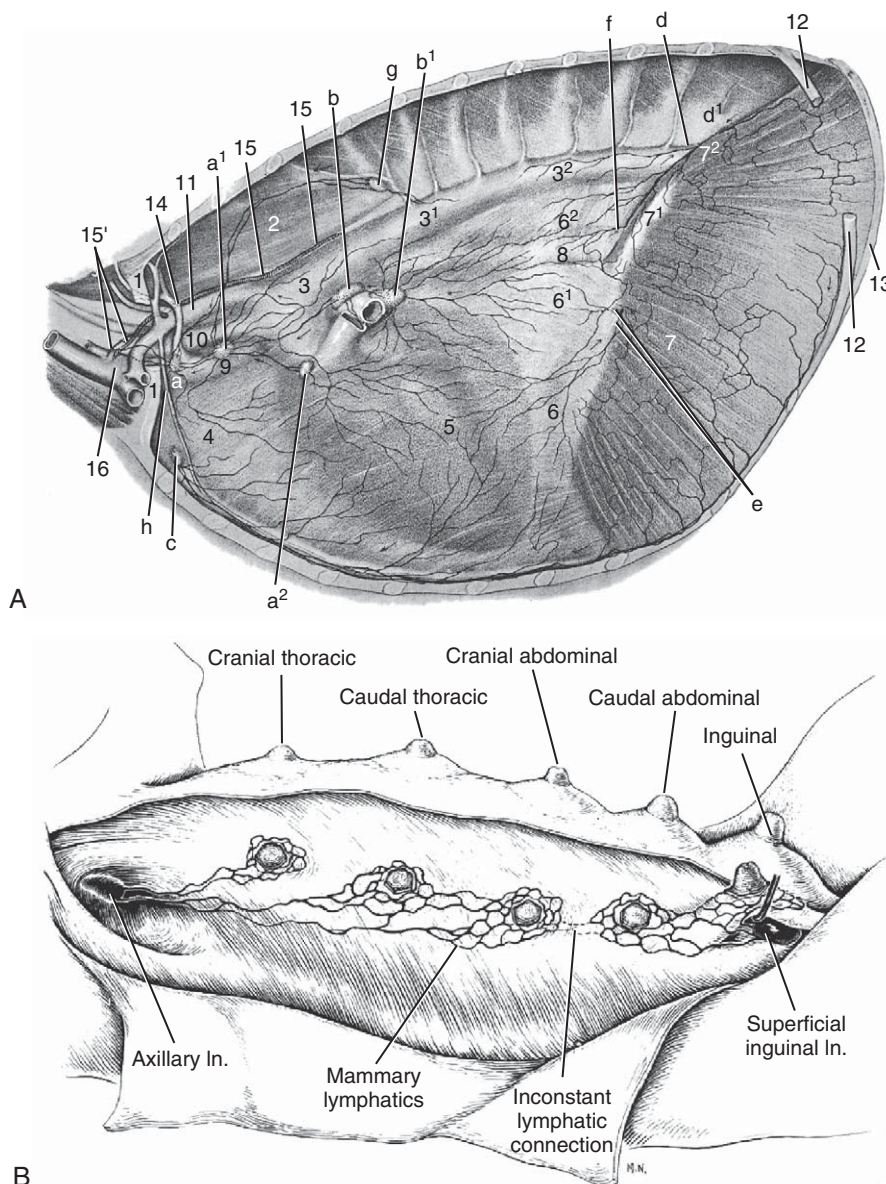 f
d
12
g
b
b¹
15
15
a¹
11
14
15'
d¹
7²
3²
3¹
6²
7¹
2
8
1
3
6¹
13
10
9
7
12
a
1
4
5
6
16
h
c
a²
e
A
Cranial thoracic
Cranial abdominal
Caudal thoracic
Caudal abdominal
Inguinal
Axillary ln.
Mammary
lymphatics
Inconstant
lymphatic
connection
Superficial
inguinal ln.
M.N.
B